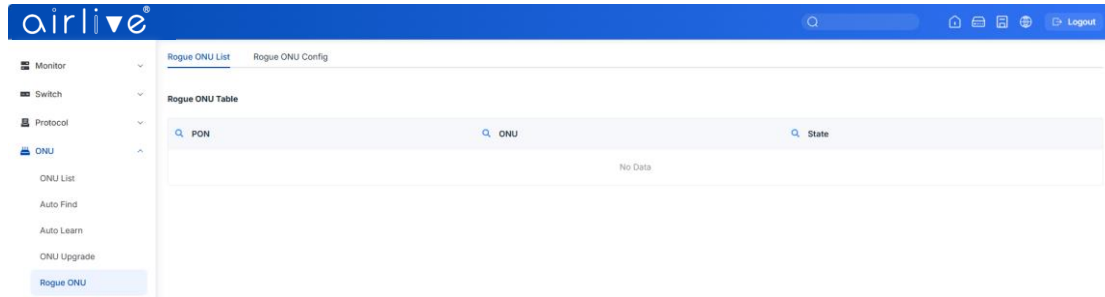 airlive®
Logout
Monitor
Switch
Protocol
ONU
ONU List
Auto Find
Auto Learn
ONU Upgrade
Rogue ONU
Rogue ONU List Rogue ONU Config
Rogue ONU Table
PON ONU State
No Data